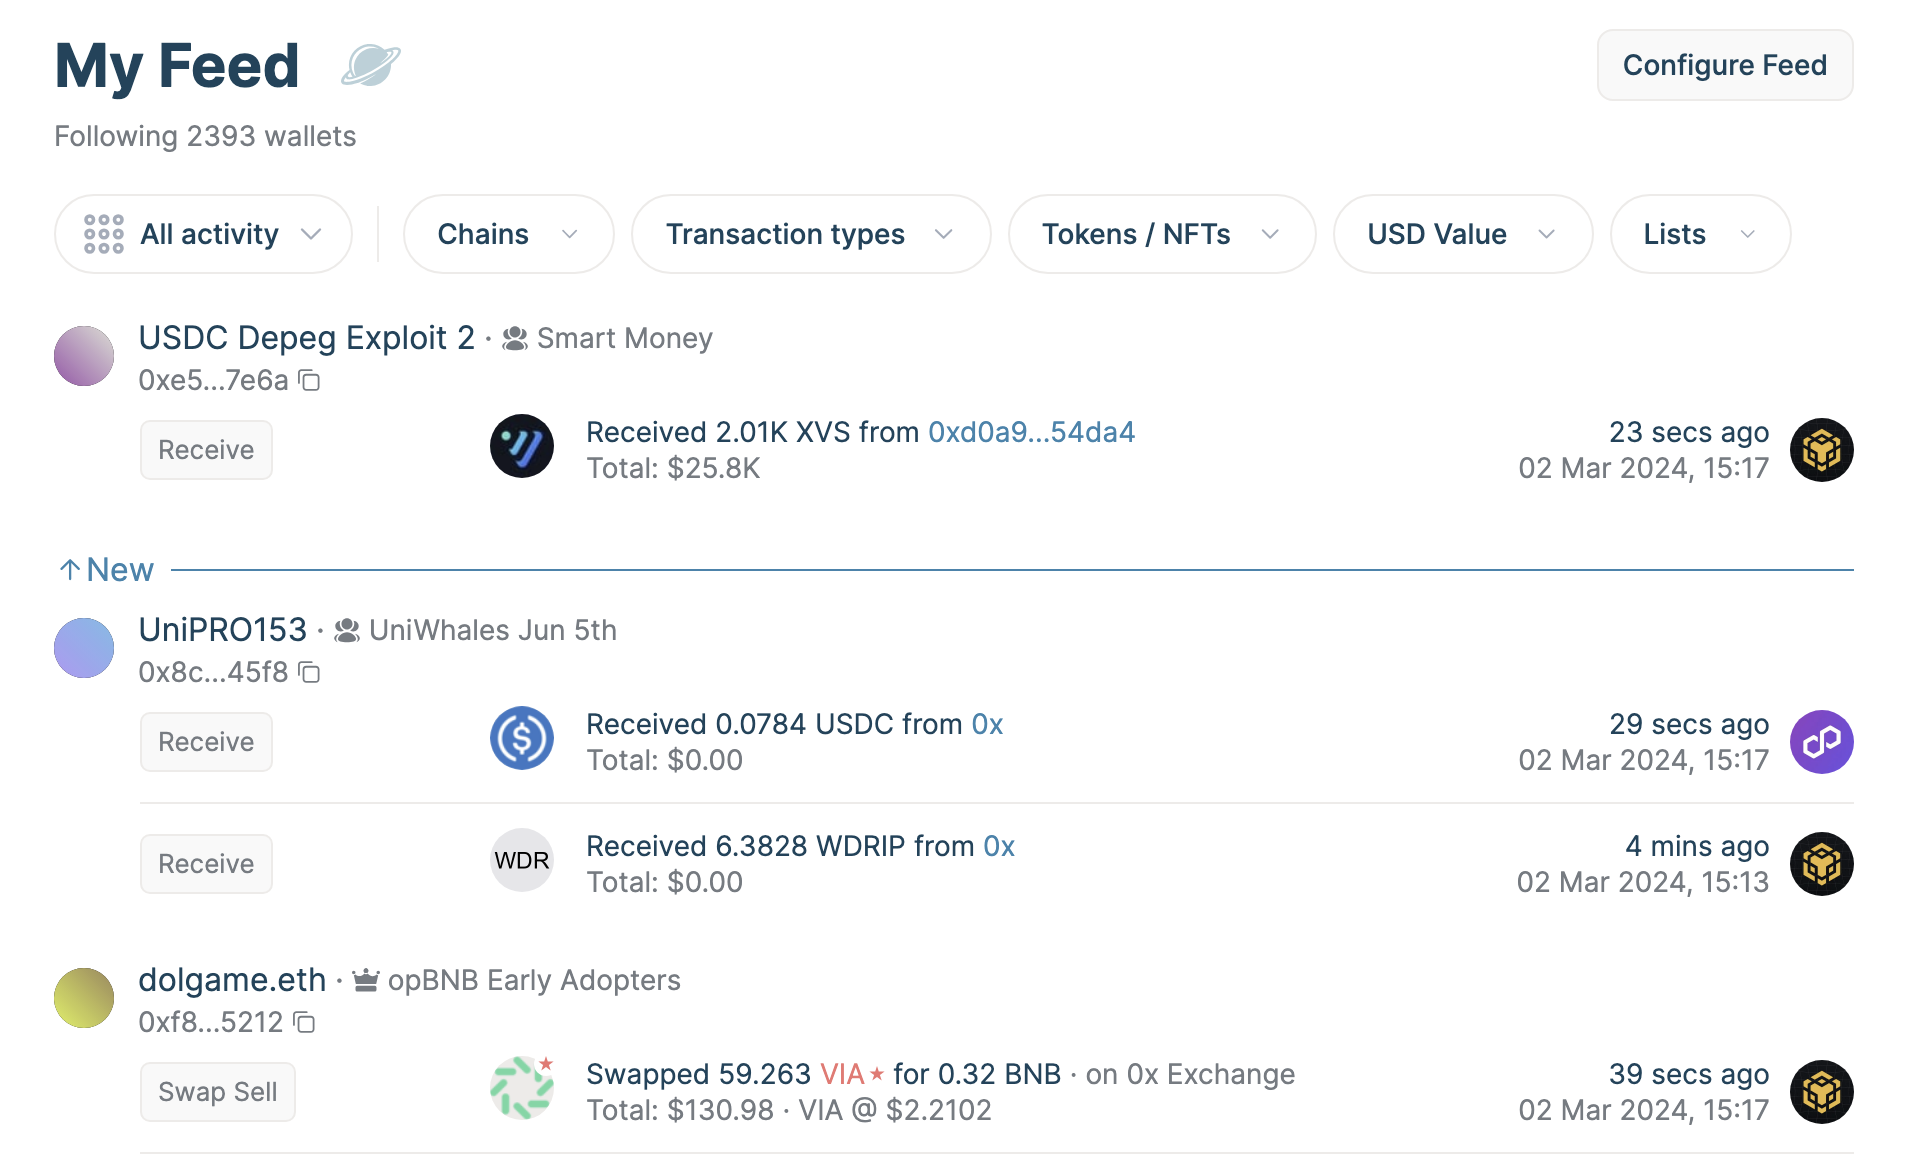 My Feed
Configure Feed
Following 2393 wallets
All activity
Chains
Transaction types
Tokens / NFTs
USD Value
Lists
USDC Depeg Exploit 2 · Smart Money
0xe5...7e6a
Receive
Received 2.01K XVS from 0xd0a9...54da4
Total: $25.8K
23 secs ago
02 Mar 2024, 15:17
↑ New
UniPRO153 · UniWhales Jun 5th
0x8c...45f8
Receive
Received 0.0784 USDC from 0x
Total: $0.00
29 secs ago
02 Mar 2024, 15:17
Receive
WDR
Received 6.3828 WDRIP from 0x
Total: $0.00
4 mins ago
02 Mar 2024, 15:13
dolgame.eth · opBNB Early Adopters
0xf8...5212
Swap Sell
Swapped 59.263 VIA★ for 0.32 BNB · on 0x Exchange
Total: $130.98 · VIA @ $2.2102
39 secs ago
02 Mar 2024, 15:17